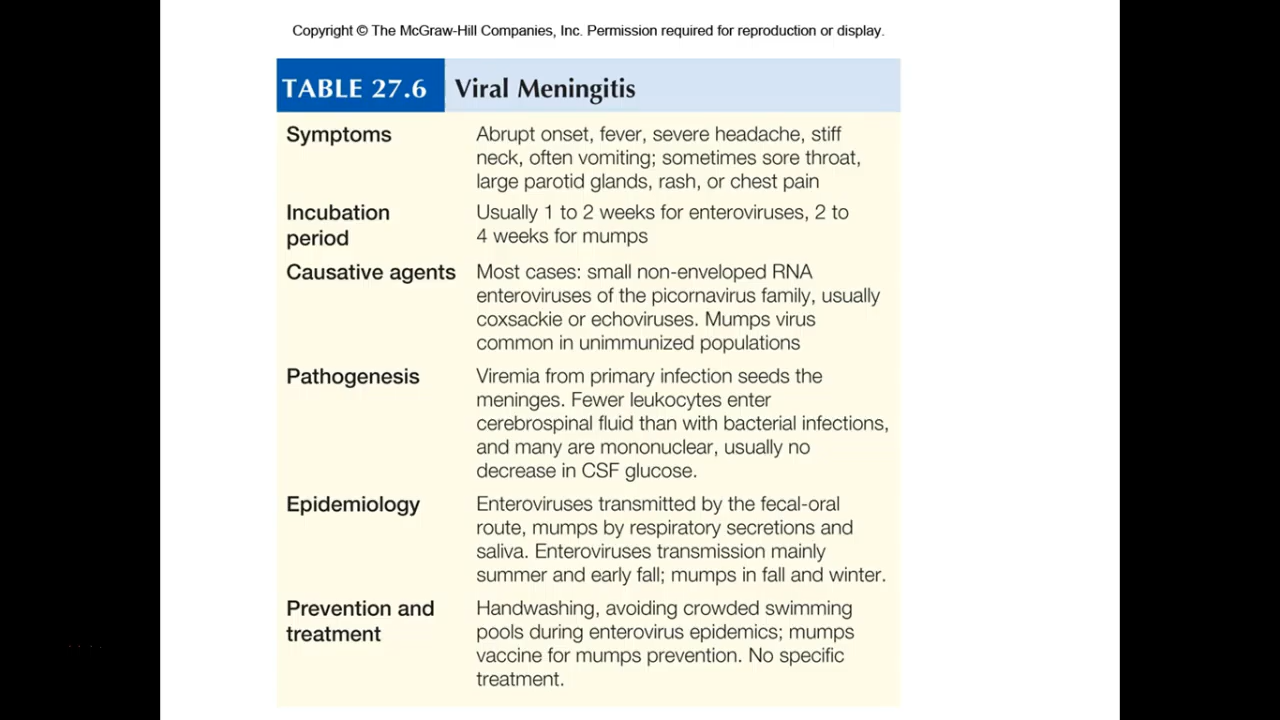 Copyright © The McGraw-Hill Companies, Inc. Permission required for reproduction or display.
TABLE 27.6 Viral Meningitis
Symptoms Abrupt onset, fever, severe headache, stiff
neck, often vomiting; sometimes sore throat,
large parotid glands, rash, or chest pain
Incubation Usually 1 to 2 weeks for enteroviruses, 2 to
period 4 weeks for mumps
Causative agents Most cases: small non-enveloped RNA
enteroviruses of the picornavirus family, usually
coxsackie or echoviruses. Mumps virus
common in unimmunized populations
Pathogenesis Viremia from primary infection seeds the
meninges. Fewer leukocytes enter
cerebrospinal fluid than with bacterial infections,
and many are mononuclear, usually no
decrease in CSF glucose.
Epidemiology Enteroviruses transmitted by the fecal-oral
route, mumps by respiratory secretions and
saliva. Enteroviruses transmission mainly
summer and early fall; mumps in fall and winter.
Prevention and Handwashing, avoiding crowded swimming
treatment pools during enterovirus epidemics; mumps
vaccine for mumps prevention. No specific
treatment.